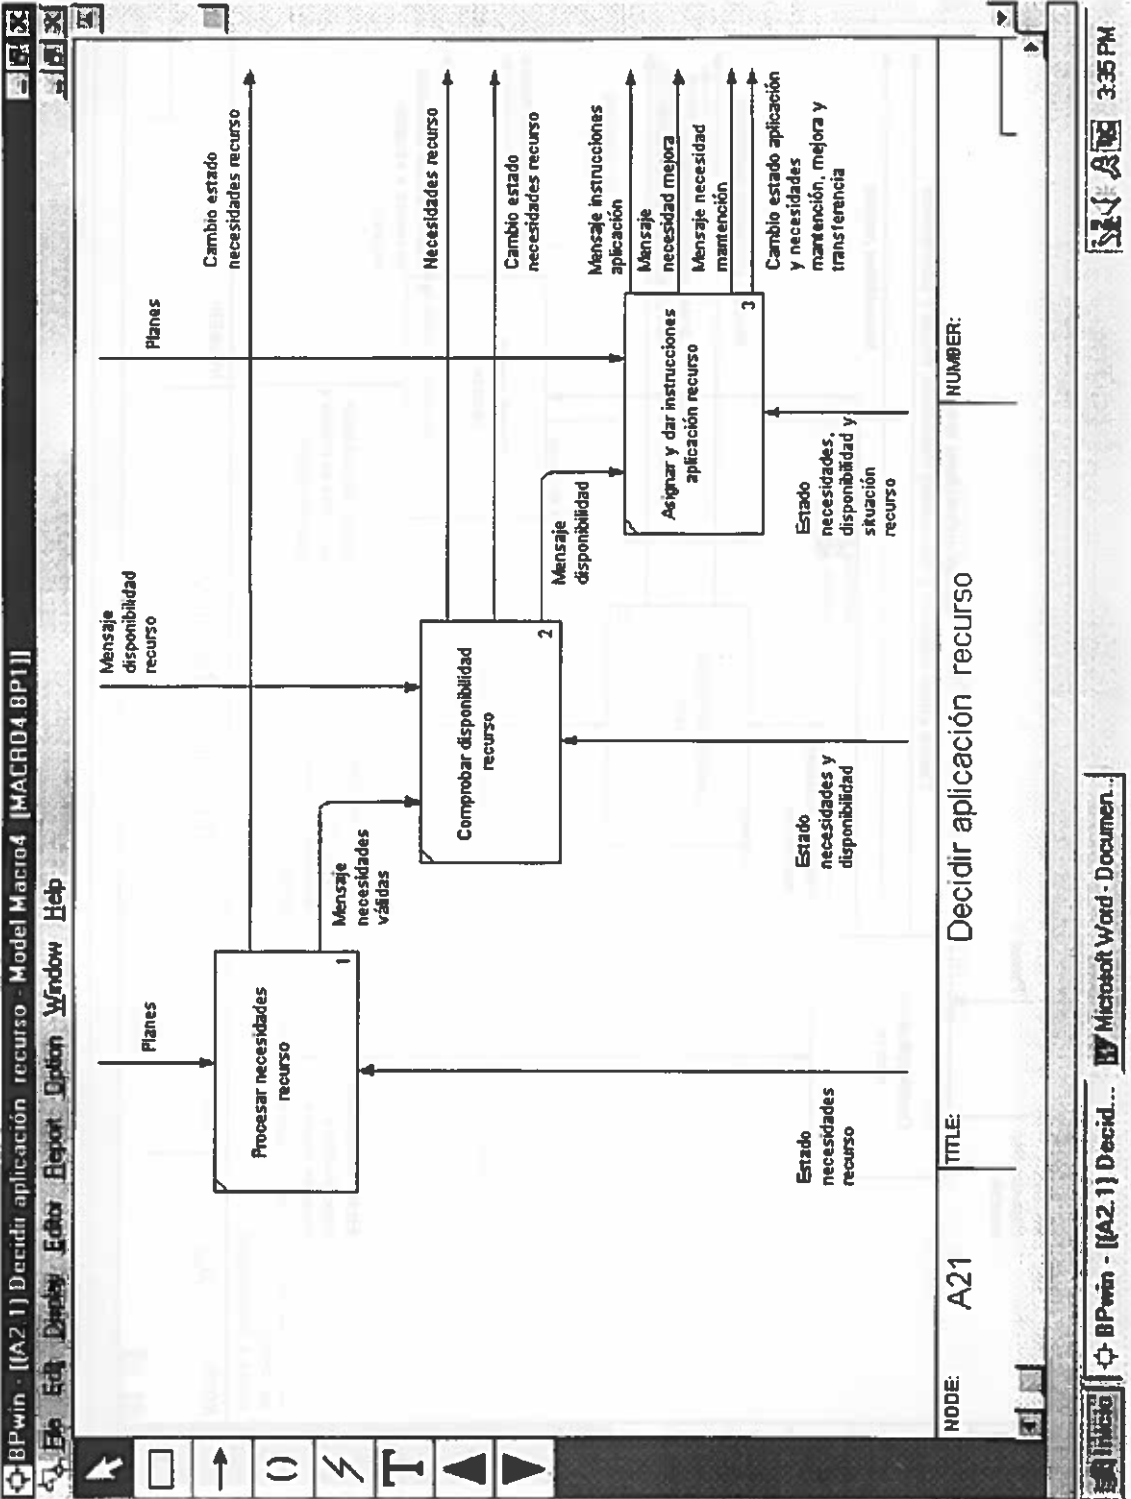 BPwin - [[A2.1] Decidir aplicación recurso - Model Macro4 [MACRO4.BP1]]
File Edit Display Editor Report Option Window Help
Planes
Mensaje
disponibilidad
recurso
Planes
Cambio estado
necesidades recurso
Procesar necesidades
recurso
1
Mensaje
necesidades
válidas
Necesidades recurso
Comprobar disponibilidad
recurso
2
Cambio estado
necesidades recurso
Mensaje
disponibilidad
Mensaje instrucciones
aplicación
Mensaje
necesidad mejora
Mensaje necesidad
mantención
Asignar y dar instrucciones
aplicación recurso
3
Cambio estado aplicación
y necesidades
mantención, mejora y
transferencia
Estado
necesidades
recurso
Estado
necesidades y
disponibilidad
Estado
necesidades,
disponibilidad y
situación
recurso
NODE:
A21
TITLE:
Decidir aplicación recurso
NUMBER:
Inicio
BPwin - [[A2.1] Decid...
Microsoft Word - Documen...
3:35 PM